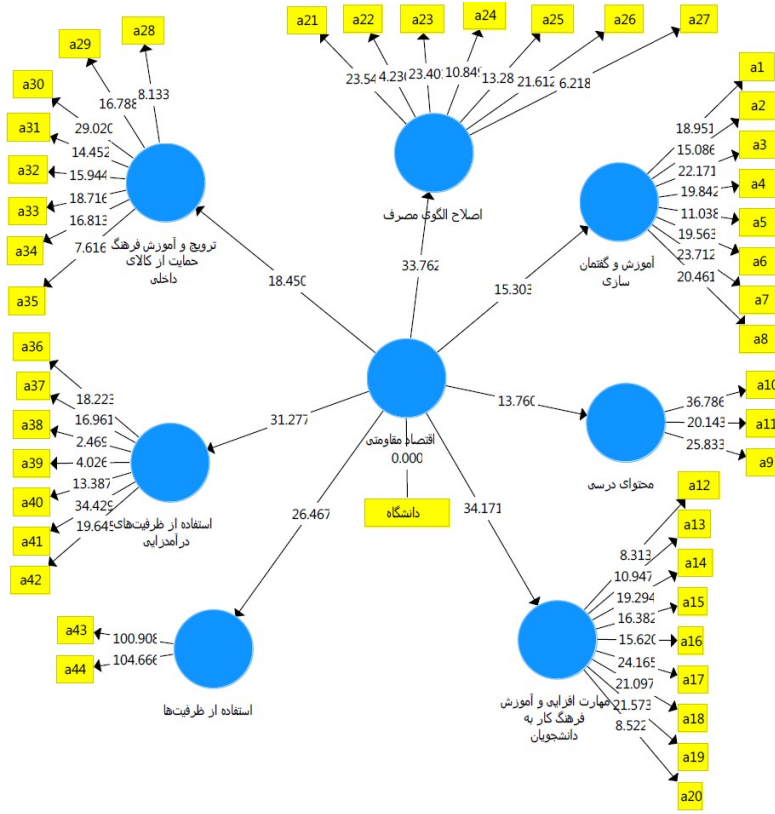 a21
a22
a23
a24
a25
a26
a27
23.54
4.236
23.401
10.849
13.28
21.612
6.218
اصلاح الگوی مصرف
a28
a29
a30
a31
a32
a33
a34
a35
8.133
16.788
29.020
14.452
15.944
18.716
16.813
7.616
ترویج و آموزش فرهنگ
حمایت از کالای
داخلی
a1
a2
a3
a4
a5
a6
a7
a8
18.951
15.086
22.171
19.842
11.038
19.563
23.712
20.461
آموزش و گفتمان
سازی
18.450
33.762
15.303
31.277
13.760
26.467
34.171
اقتصاد مقاومتی
0.000
دانشگاه
a10
a11
a9
36.786
20.143
25.833
محتوای درسی
a36
a37
a38
a39
a40
a41
a42
18.223
16.961
2.469
4.026
13.387
34.429
19.645
استفاده از ظرفیت‌های
درآمدزایی
a43
a44
100.908
104.666
استفاده از ظرفیت‌ها
a12
a13
a14
a15
a16
a17
a18
a19
a20
8.313
10.947
19.294
16.382
15.620
24.165
21.097
21.573
8.522
مهارت افزایی و آموزش
فرهنگ کار به
دانشجویان